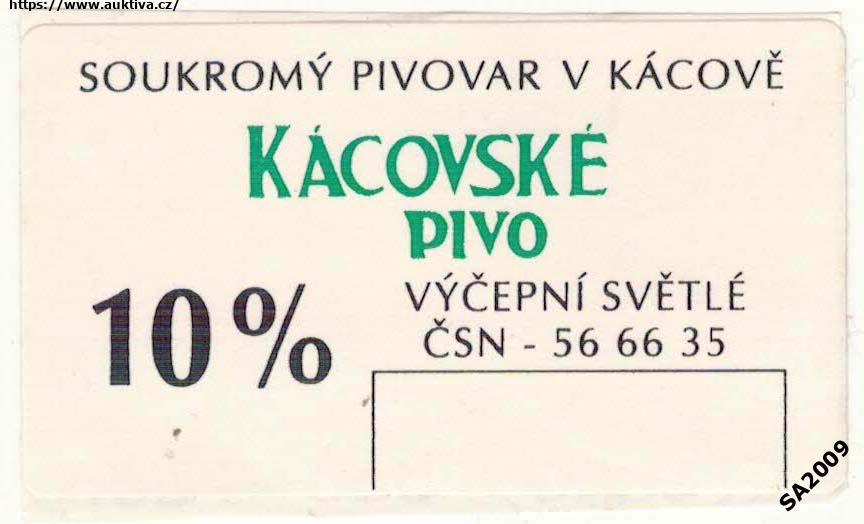 https://www.auktiva.cz/
SOUKROMÝ PIVOVAR V KÁCOVĚ
KÁCOVSKÉ
PIVO
10%
VÝČEPNÍ SVĚTLÉ
ČSN - 56 66 35
SA2009